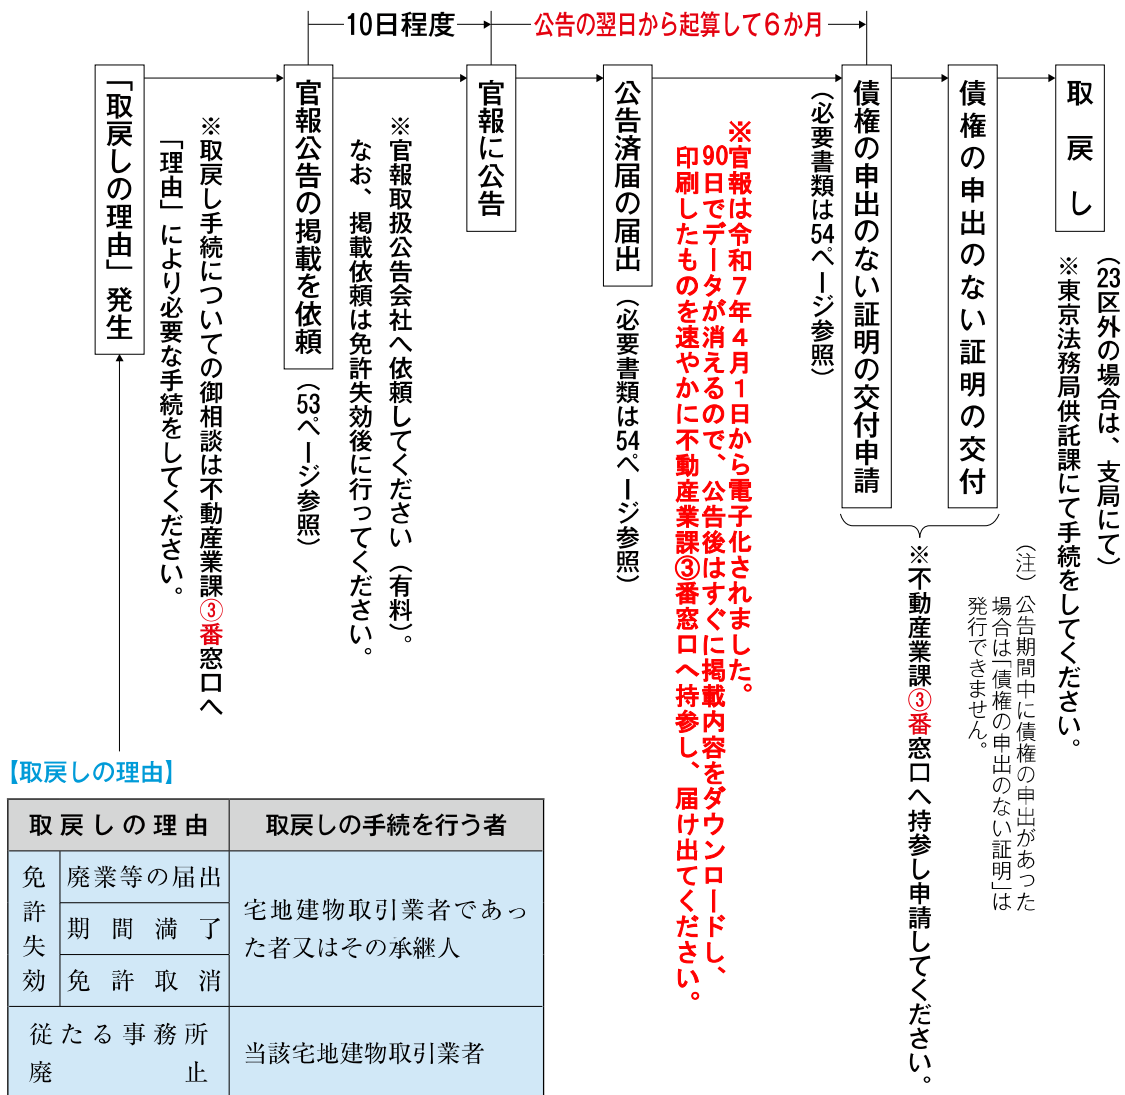 10日程度
公告の翌日から起算して６か月
「取戻しの理由」発生
※取戻し手続についての御相談は不動産業課③番窓口へ
「理由」により必要な手続をしてください。
官報公告の掲載を依頼
（53ページ参照）
※官報取扱公告会社へ依頼してください（有料）。
なお、掲載依頼は免許失効後に行ってください。
官報に公告
公告済届の届出
（必要書類は54ページ参照）
※官報は令和７年４月１日から電子化されました。
90日でデータが消えるので、公告後はすぐに掲載内容をダウンロードし、
印刷したものを速やかに不動産業課③番窓口へ持参し、届け出てください。
債権の申出のない証明の交付申請
（必要書類は54ページ参照）
債権の申出のない証明の交付
※不動産業課③番窓口へ持参し申請してください。
（注）公告期間中に債権の申出があった
場合は「債権の申出のない証明」は
発行できません。
取戻し
（23区外の場合は、支局にて）
※東京法務局供託課にて手続をしてください。
【取戻しの理由】
取戻しの理由
取戻しの手続を行う者
免許失効
廃業等の届出
期間満了
免許取消
宅地建物取引業者であっ
た者又はその承継人
従たる事務所
廃止
当該宅地建物取引業者